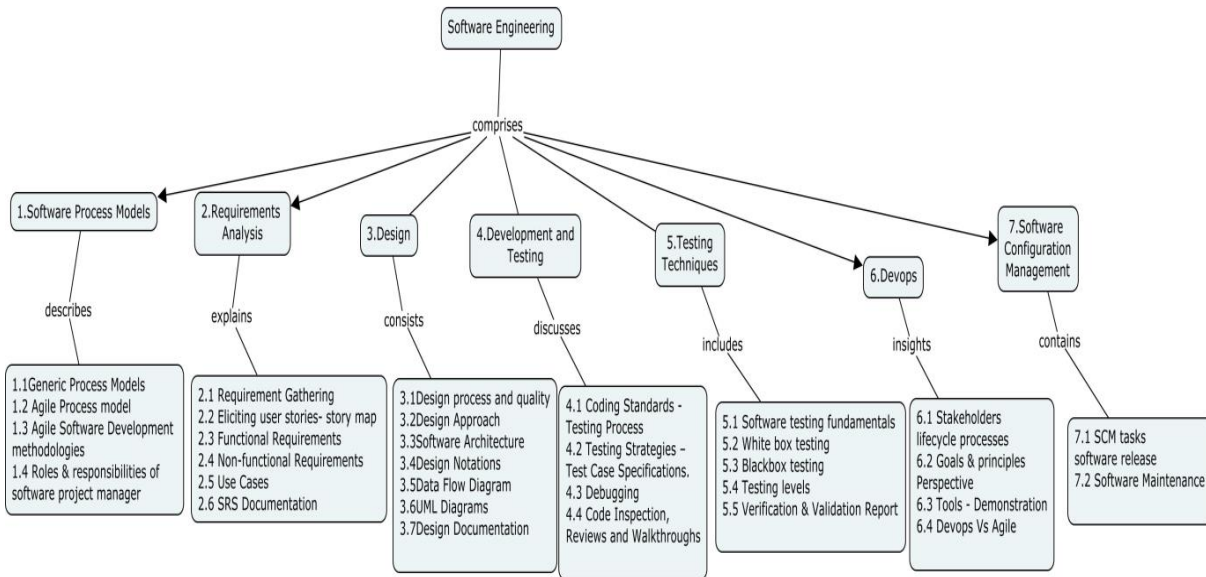 Software Engineering
comprises
1.Software Process Models
2.Requirements
Analysis
3.Design
4.Development and
Testing
5.Testing
Techniques
6.Devops
7.Software
Configuration
Management
describes
explains
consists
discusses
includes
insights
contains
1.1Generic Process Models
1.2 Agile Process model
1.3 Agile Software Development
methodologies
1.4 Roles & responsibilities of
software project manager
2.1 Requirement Gathering
2.2 Eliciting user stories- story map
2.3 Functional Requirements
2.4 Non-functional Requirements
2.5 Use Cases
2.6 SRS Documentation
3.1Design process and quality
3.2Design Approach
3.3Software Architecture
3.4Design Notations
3.5Data Flow Diagram
3.6UML Diagrams
3.7Design Documentation
4.1 Coding Standards -
Testing Process
4.2 Testing Strategies –
Test Case Specifications.
4.3 Debugging
4.4 Code Inspection,
Reviews and Walkthroughs
5.1 Software testing fundamentals
5.2 White box testing
5.3 Blackbox testing
5.4 Testing levels
5.5 Verification & Validation Report
6.1 Stakeholders
lifecycle processes
6.2 Goals & principles
Perspective
6.3 Tools - Demonstration
6.4 Devops Vs Agile
7.1 SCM tasks
software release
7.2 Software Maintenance